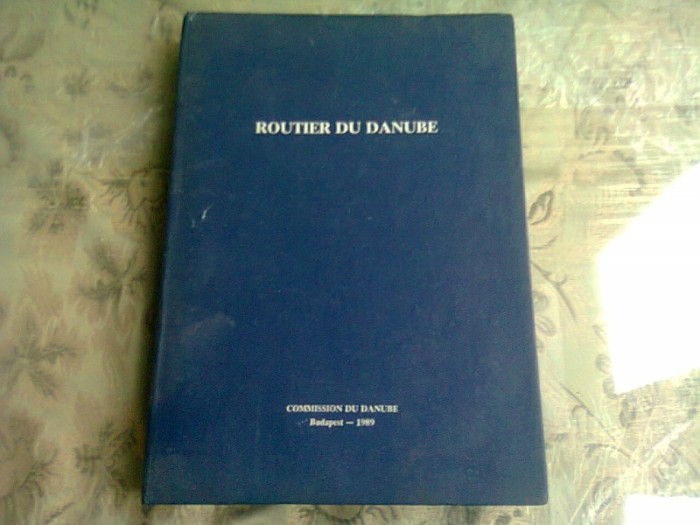 ROUTIER DU DANUBE
COMMISSION DU DANUBE
Budapest — 1989